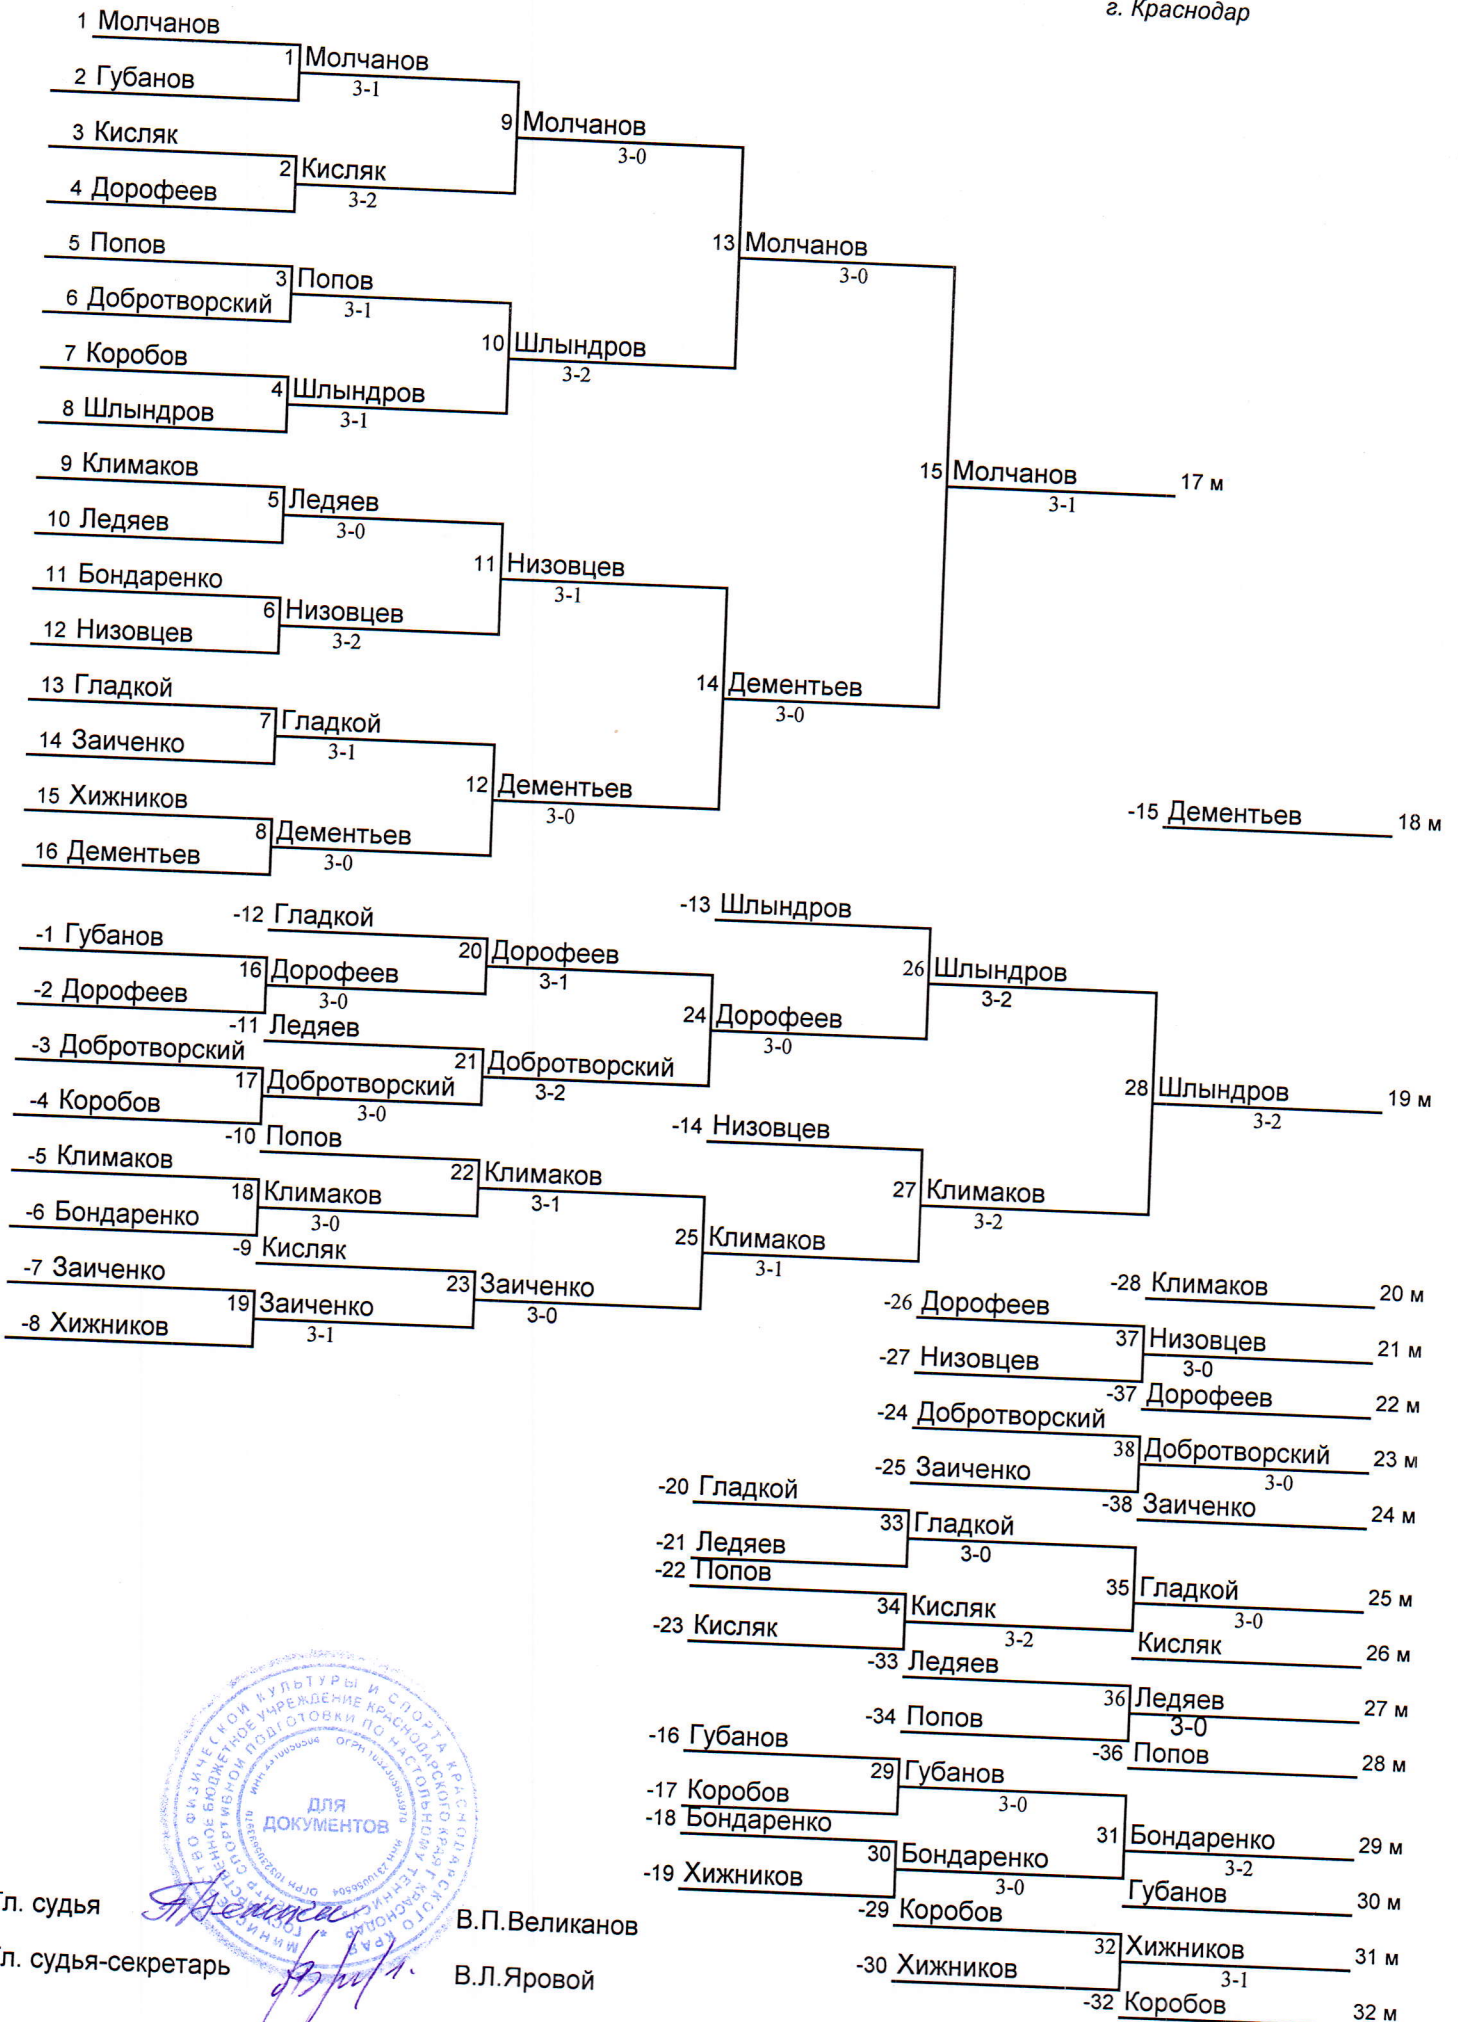 г. Краснодар
1 Молчанов
1 Молчанов
2 Губанов
3-1
9 Молчанов
3-0
3 Кисляк
2 Кисляк
4 Дорофеев
3-2
13 Молчанов
3-0
5 Попов
3 Попов
6 Добротворский
3-1
10 Шлындров
3-2
7 Коробов
4 Шлындров
8 Шлындров
3-1
15 Молчанов
17 м
3-1
9 Климаков
5 Ледяев
10 Ледяев
3-0
11 Низовцев
3-1
11 Бондаренко
6 Низовцев
12 Низовцев
3-2
14 Дементьев
3-0
13 Гладкой
7 Гладкой
14 Заиченко
3-1
12 Дементьев
3-0
15 Хижников
8 Дементьев
16 Дементьев
3-0
-15 Дементьев
18 м
-12 Гладкой
-13 Шлындров
-1 Губанов
20 Дорофеев
3-1
16 Дорофеев
-2 Дорофеев
3-0
26 Шлындров
3-2
-11 Ледяев
24 Дорофеев
3-0
-3 Добротворский
21 Добротворский
3-2
17 Добротворский
-4 Коробов
3-0
28 Шлындров
19 м
3-2
-10 Попов
-14 Низовцев
-5 Климаков
22 Климаков
3-1
18 Климаков
-6 Бондаренко
3-0
27 Климаков
3-2
-9 Кисляк
25 Климаков
3-1
-7 Заиченко
23 Заиченко
3-0
19 Заиченко
-8 Хижников
3-1
-28 Климаков
20 м
-26 Дорофеев
37 Низовцев
21 м
-27 Низовцев
3-0
-37 Дорофеев
22 м
-24 Добротворский
38 Добротворский
23 м
-25 Заиченко
3-0
-38 Заиченко
24 м
-20 Гладкой
33 Гладкой
-21 Ледяев
3-0
-22 Попов
35 Гладкой
25 м
3-0
34 Кисляк
-23 Кисляк
3-2
Кисляк
26 м
-33 Ледяев
36 Ледяев
27 м
-34 Попов
3-0
-36 Попов
28 м
-16 Губанов
29 Губанов
-17 Коробов
3-0
-18 Бондаренко
31 Бондаренко
29 м
3-2
30 Бондаренко
-19 Хижников
3-0
Губанов
30 м
-29 Коробов
32 Хижников
31 м
-30 Хижников
3-1
-32 Коробов
32 м
ДЛЯ
ДОКУМЕНТОВ
л. судья
В.П.Великанов
л. судья-секретарь
В.Л.Яровой